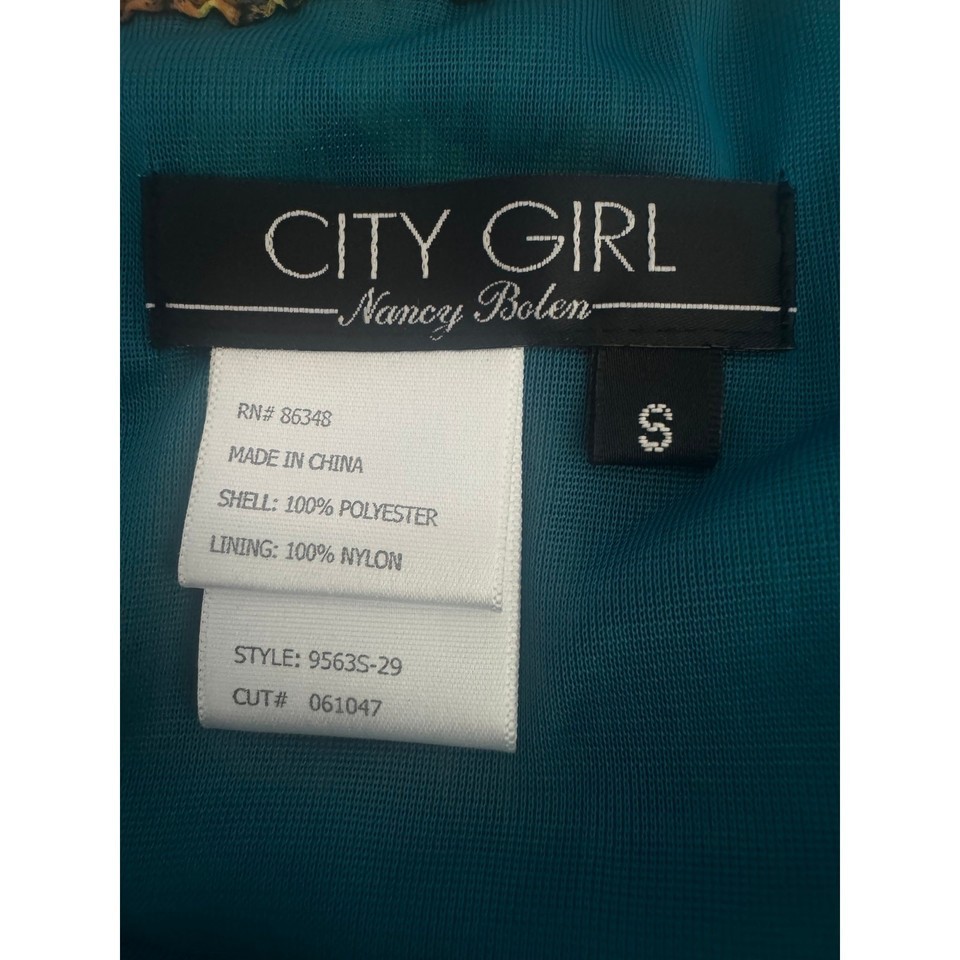 CITY GIRL
Nancy Bolen
S
RN# 86348
MADE IN CHINA
SHELL: 100% POLYESTER
LINING: 100% NYLON
STYLE: 9563S-29
CUT# 061047